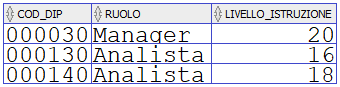 COD_DIP RUOLO LIVELLO_ISTRUZIONE
000030 Manager 20
000130 Analista 16
000140 Analista 18